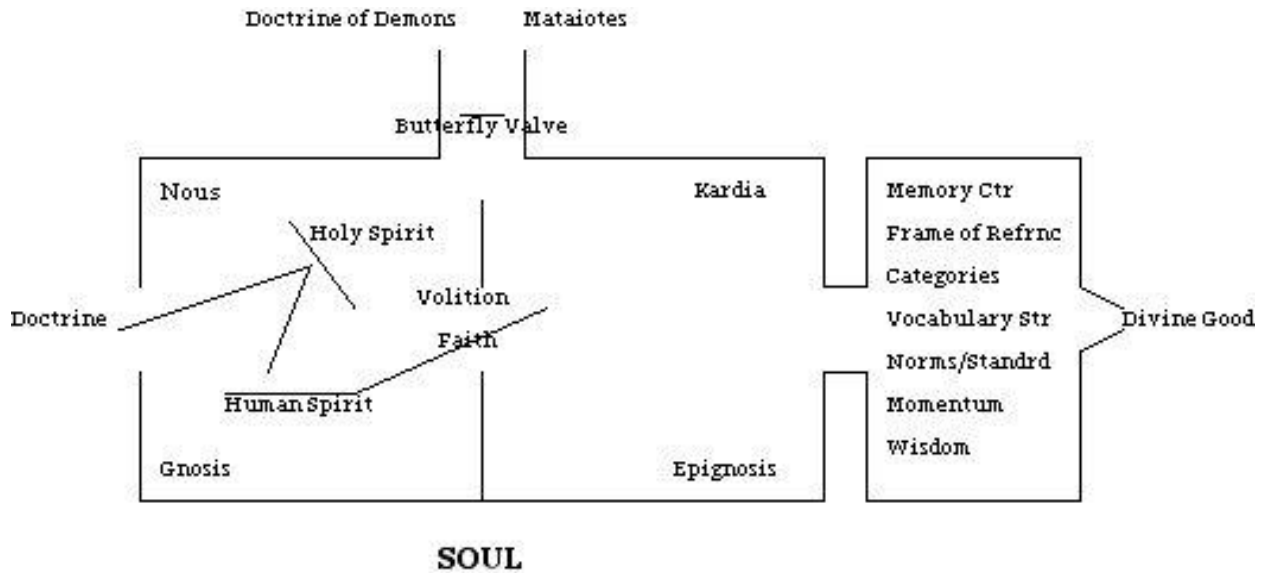 Doctrine of Demons
Mataiotes
Butterfly Valve
Nous
Kardia
Memory Ctr
Holy Spirit
Frame of Refrnc
Categories
Volition
Doctrine
Vocabulary Str
Divine Good
Faith
Norms/Standrd
Human Spirit
Momentum
Wisdom
Gnosis
Epignosis
SOUL